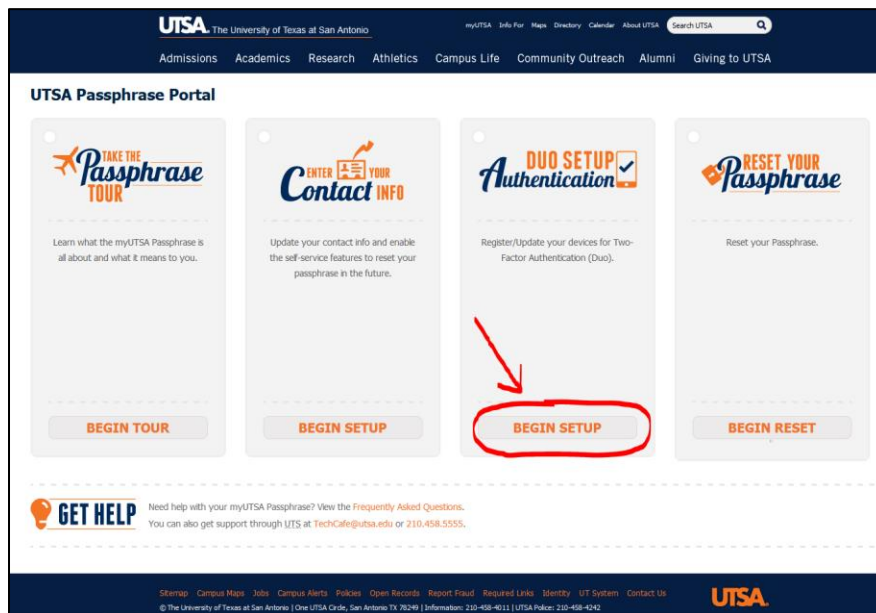 UTSA. The University of Texas at San Antonio
myUTSA Info For Maps Directory Calendar About UTSA Search UTSA
Admissions Academics Research Athletics Campus Life Community Outreach Alumni Giving to UTSA
UTSA Passphrase Portal
TAKE THE
Passphrase
TOUR
Learn what the myUTSA Passphrase is
all about and what it means to you.
BEGIN TOUR
ENTER YOUR
Contact INFO
Update your contact info and enable
the self-service features to reset your
passphrase in the future.
BEGIN SETUP
DUO SETUP
Authentication
Register/Update your devices for Two-
Factor Authentication (Duo).
BEGIN SETUP
RESET YOUR
Passphrase
Reset your Passphrase.
BEGIN RESET
GET HELP
Need help with your myUTSA Passphrase? View the Frequently Asked Questions.
You can also get support through UTS at TechCafe@utsa.edu or 210.458.5555.
Sitemap Campus Maps Jobs Campus Alerts Policies Open Records Report Fraud Required Links Identity UT System Contact Us
© The University of Texas at San Antonio | One UTSA Circle, San Antonio TX 78249 | Information: 210-458-4011 | UTSA Police: 210-458-4242
UTSA.